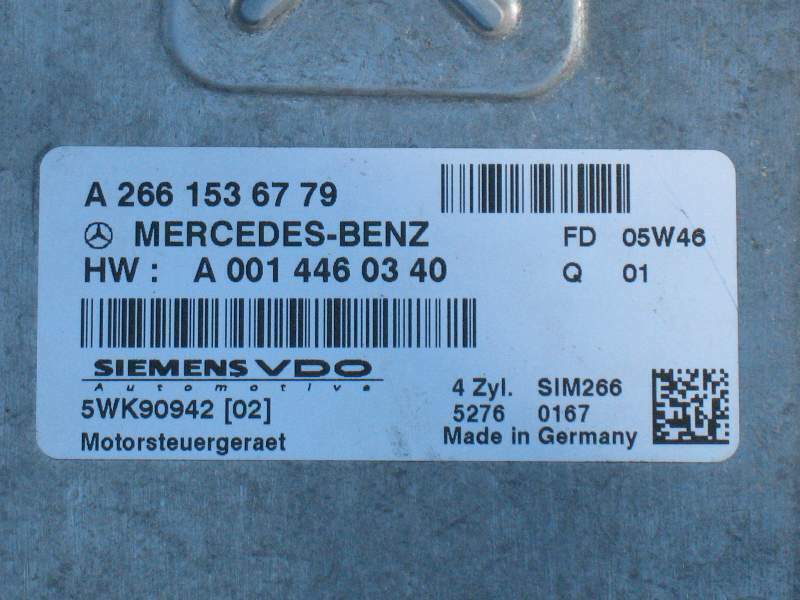 A 266 153 67 79
MERCEDES-BENZ FD 05W46
HW : A 001 446 03 40 Q 01
SIEMENS VDO
Automotive
4 Zyl. SIM266
5WK90942 [02] 5276 0167
Motorsteuergeraet Made in Germany